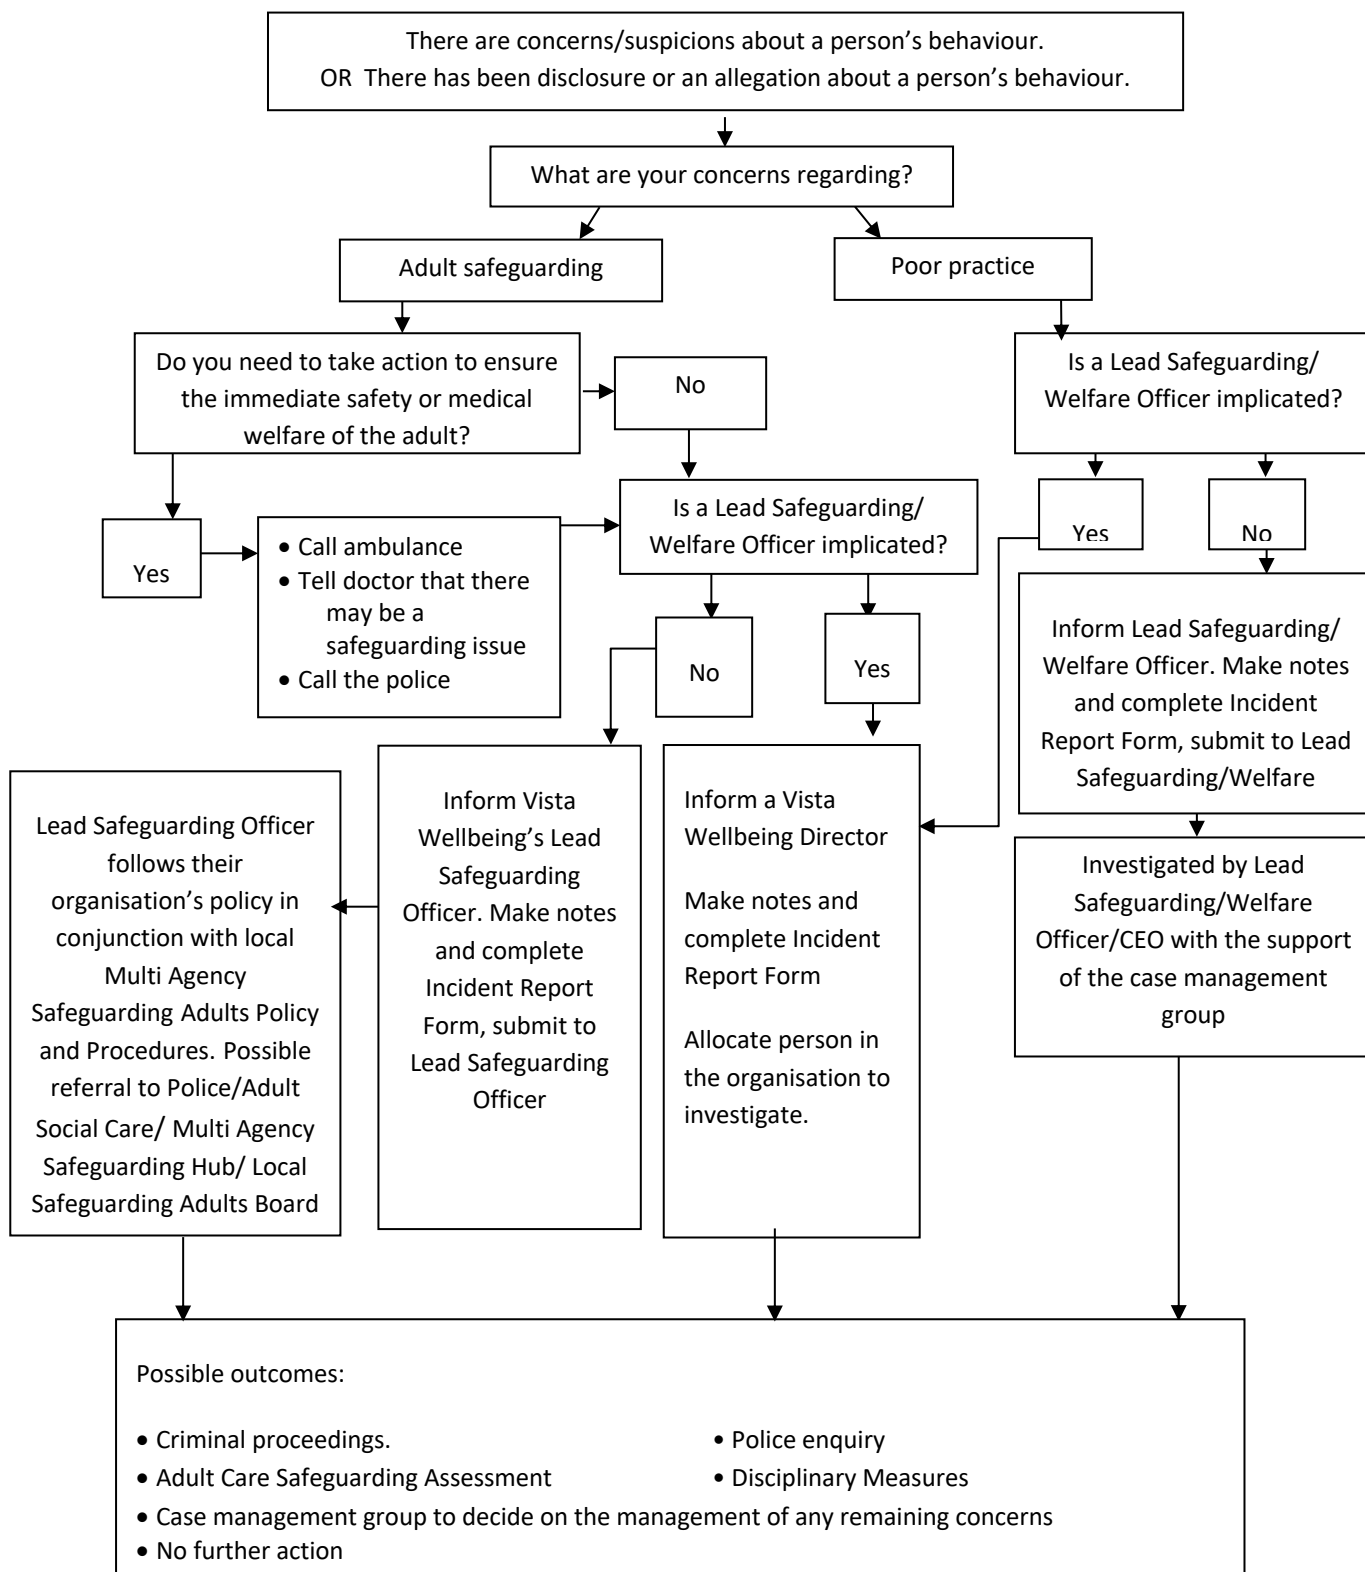 There are concerns/suspicions about a person’s behaviour.
OR  There has been disclosure or an allegation about a person’s behaviour.
What are your concerns regarding?
Adult safeguarding
Poor practice
Do you need to take action to ensure
the immediate safety or medical
welfare of the adult?
No
Is a Lead Safeguarding/
Welfare Officer implicated?
Yes
• Call ambulance
• Tell doctor that there
may be a
safeguarding issue
• Call the police
Is a Lead Safeguarding/
Welfare Officer implicated?
Yes
No
No
Yes
Inform Lead Safeguarding/
Welfare Officer. Make notes
and complete Incident
Report Form, submit to Lead
Safeguarding/Welfare
Lead Safeguarding Officer
follows their
organisation’s policy in
conjunction with local
Multi Agency
Safeguarding Adults Policy
and Procedures. Possible
referral to Police/Adult
Social Care/ Multi Agency
Safeguarding Hub/ Local
Safeguarding Adults Board
Inform Vista
Wellbeing’s Lead
Safeguarding
Officer. Make notes
and complete
Incident Report
Form, submit to
Lead Safeguarding
Officer
Inform a Vista
Wellbeing Director
Make notes and
complete Incident
Report Form
Allocate person in
the organisation to
investigate.
Investigated by Lead
Safeguarding/Welfare
Officer/CEO with the support
of the case management
group
Possible outcomes:
• Criminal proceedings.
• Police enquiry
• Adult Care Safeguarding Assessment
• Disciplinary Measures
• Case management group to decide on the management of any remaining concerns
• No further action